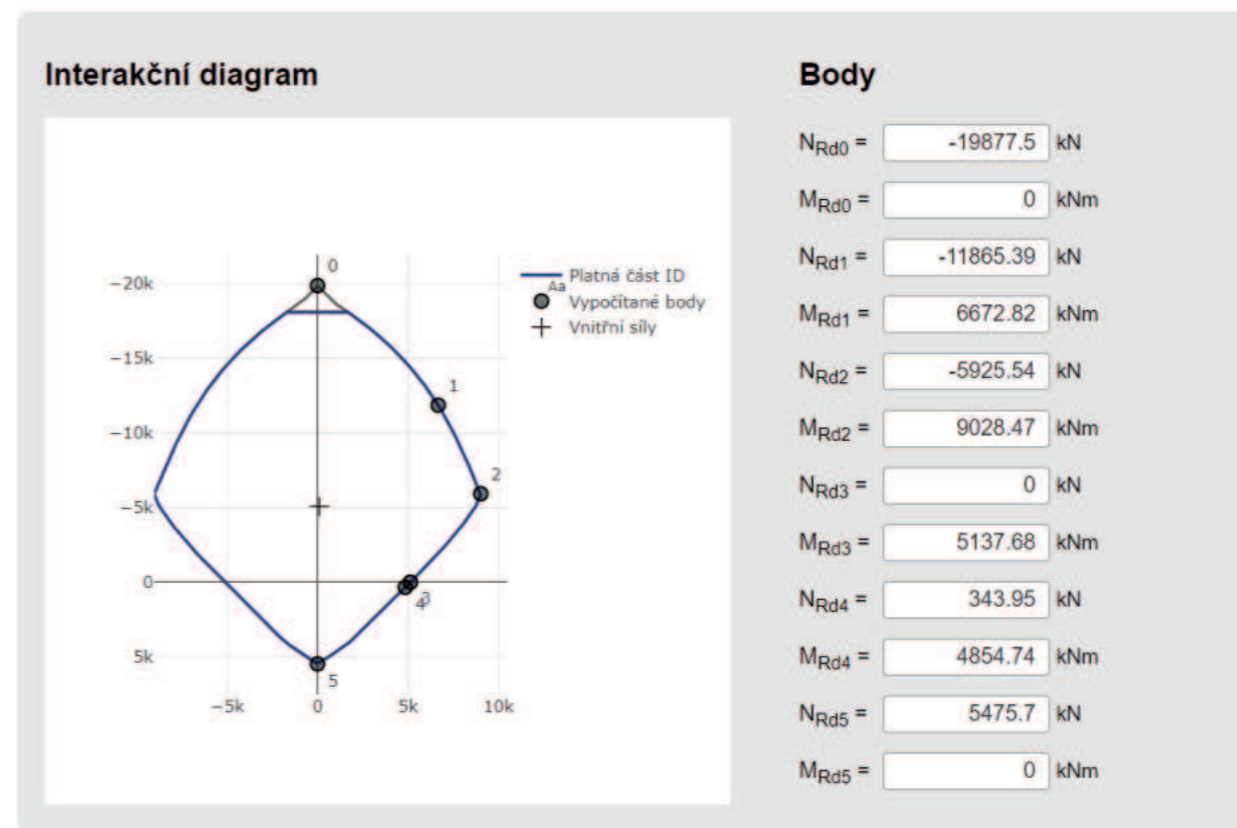 Interakční diagram
0
−20k
1
−15k
−10k
2
−5k
0
3
4
5k
5
−5k
0
5k
10k
Platná část ID
Aa
Vypočítané body
Vnitřní síly
Body
NRd0 = -19877.5 kN
MRd0 = 0 kNm
NRd1 = -11865.39 kN
MRd1 = 6672.82 kNm
NRd2 = -5925.54 kN
MRd2 = 9028.47 kNm
NRd3 = 0 kN
MRd3 = 5137.68 kNm
NRd4 = 343.95 kN
MRd4 = 4854.74 kNm
NRd5 = 5475.7 kN
MRd5 = 0 kNm